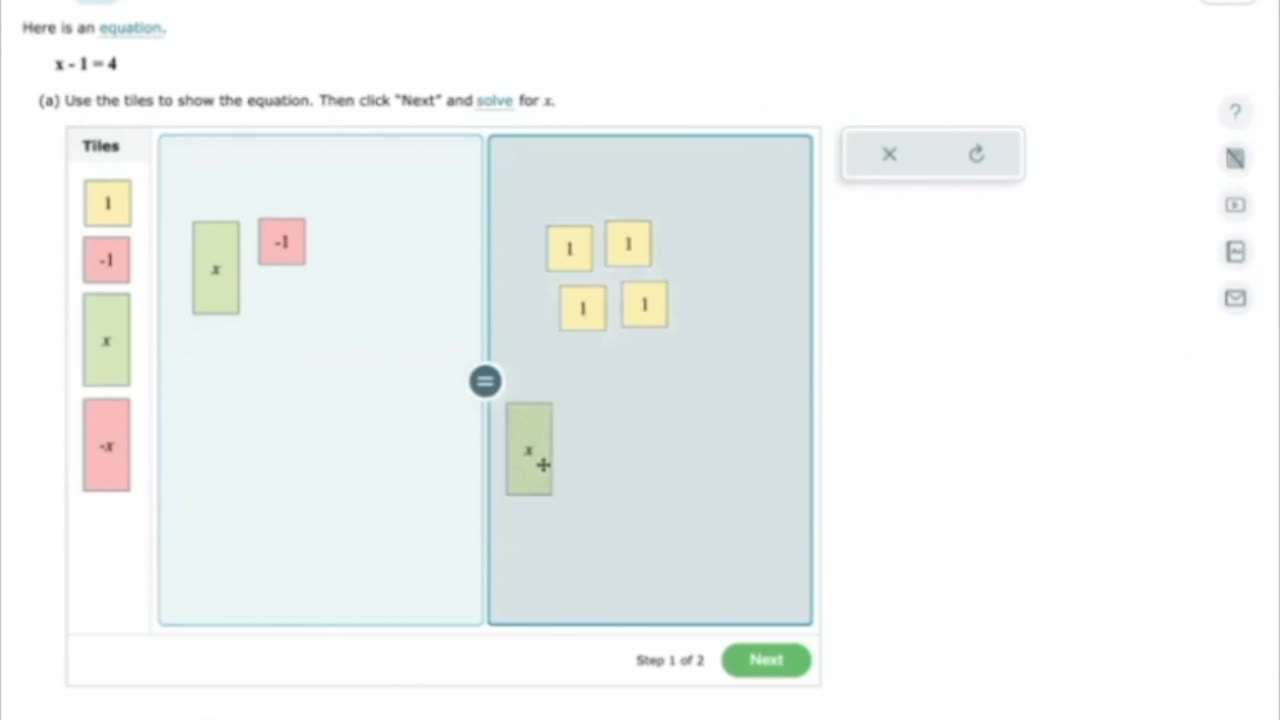 Here is an equation.
x - 1 = 4
(a) Use the tiles to show the equation. Then click "Next" and solve for x.
Tiles
1
-1
x
-x
x
-1
1
1
1
1
=
x
?
Step 1 of 2
Next